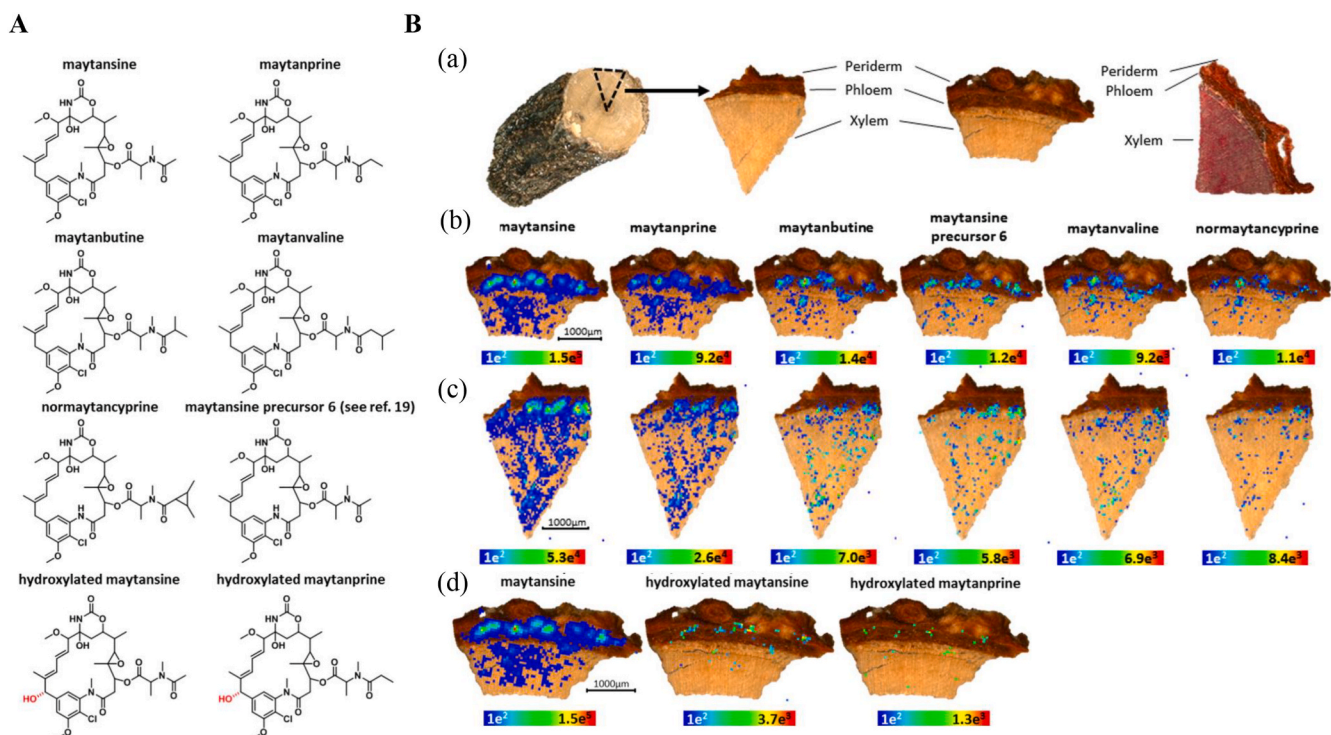 A
B
maytansine
maytanprine
maytanbutine
maytanvaline
normaytancyprine
maytansine precursor 6 (see ref. 19)
hydroxylated maytansine
hydroxylated maytanprine
(a)
Periderm
Phloem
Xylem
Periderm
Phloem
Xylem
(b)
maytansine
maytanprine
maytanbutine
maytansine
precursor 6
maytanvaline
normaytancyprine
1000µm
1e² 1.5e⁵
1e² 9.2e⁴
1e² 1.4e⁴
1e² 1.2e⁴
1e² 9.2e³
1e² 1.1e⁴
(c)
1000µm
1e² 5.3e⁴
1e² 2.6e⁴
1e² 7.0e³
1e² 5.8e³
1e² 6.9e³
1e² 8.4e³
(d)
maytansine
hydroxylated maytansine
hydroxylated maytanprine
1000µm
1e² 1.5e⁵
1e² 3.7e³
1e² 1.3e³